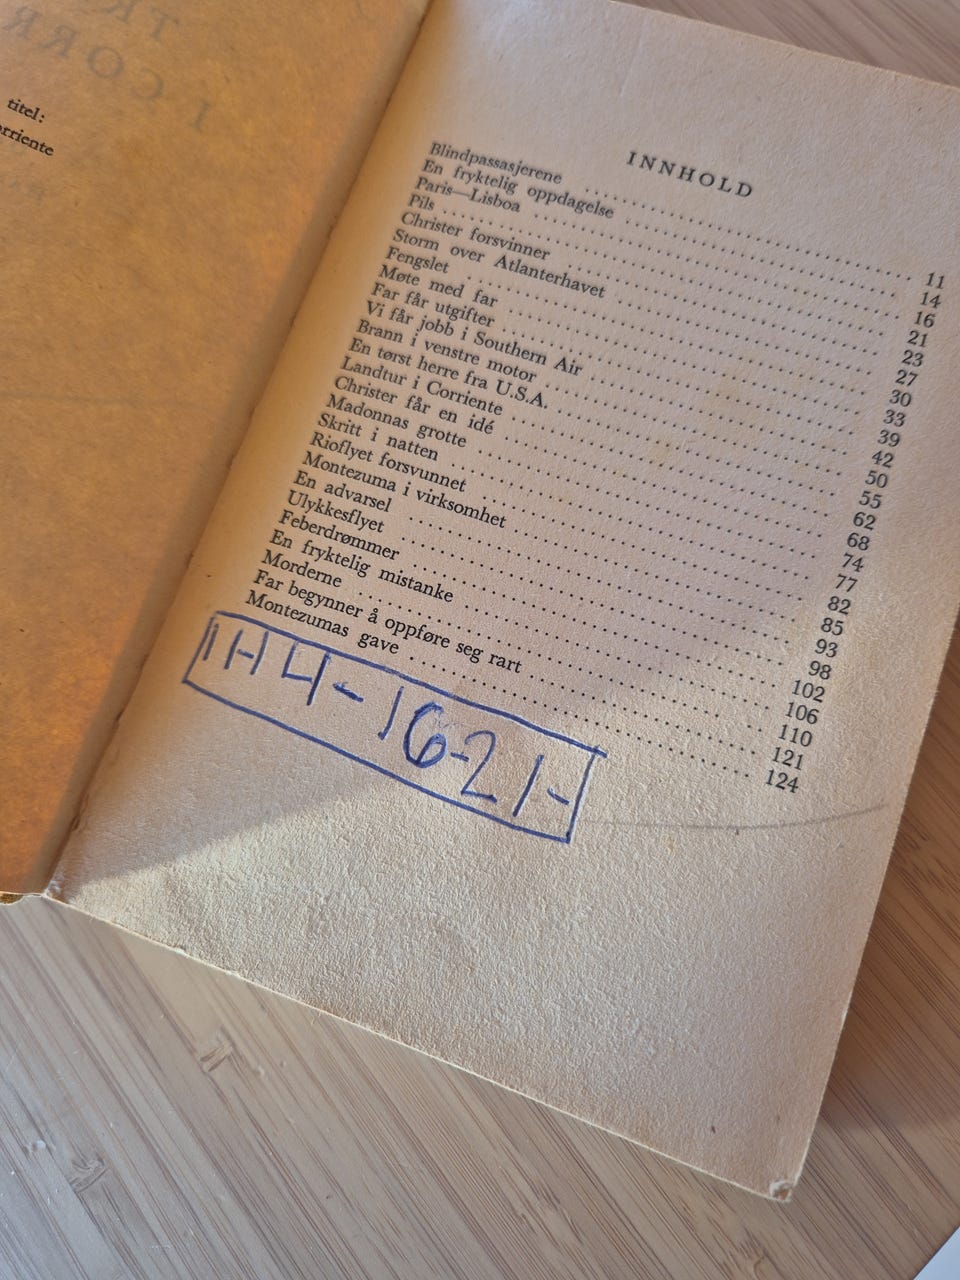 titel:
orriente
INNHOLD
Blindpassasjerene ........ 11
En fryktelig oppdagelse ........ 14
Paris—Lisboa ........ 16
Pils ........ 21
Christer forsvinner ........ 23
Storm over Atlanterhavet ........ 27
Fengslet ........ 30
Møte med far ........ 33
Far får utgifter ........ 39
Vi får jobb i Southern Air ........ 42
Brann i venstre motor ........ 50
En tørst herre fra U.S.A. ........ 55
Landtur i Corriente ........ 62
Christer får en idé ........ 68
Madonnas grotte ........ 74
Skritt i natten ........ 77
Rioflyet forsvunnet ........ 82
Montezuma i virksomhet ........ 85
En advarsel ........ 93
Ulykkesflyet ........ 98
Feberdrømmer ........ 102
En fryktelig mistanke ........ 106
Morderne ........ 110
Far begynner å oppføre seg rart ........ 121
Montezumas gave ........ 124
11-14-16-21-